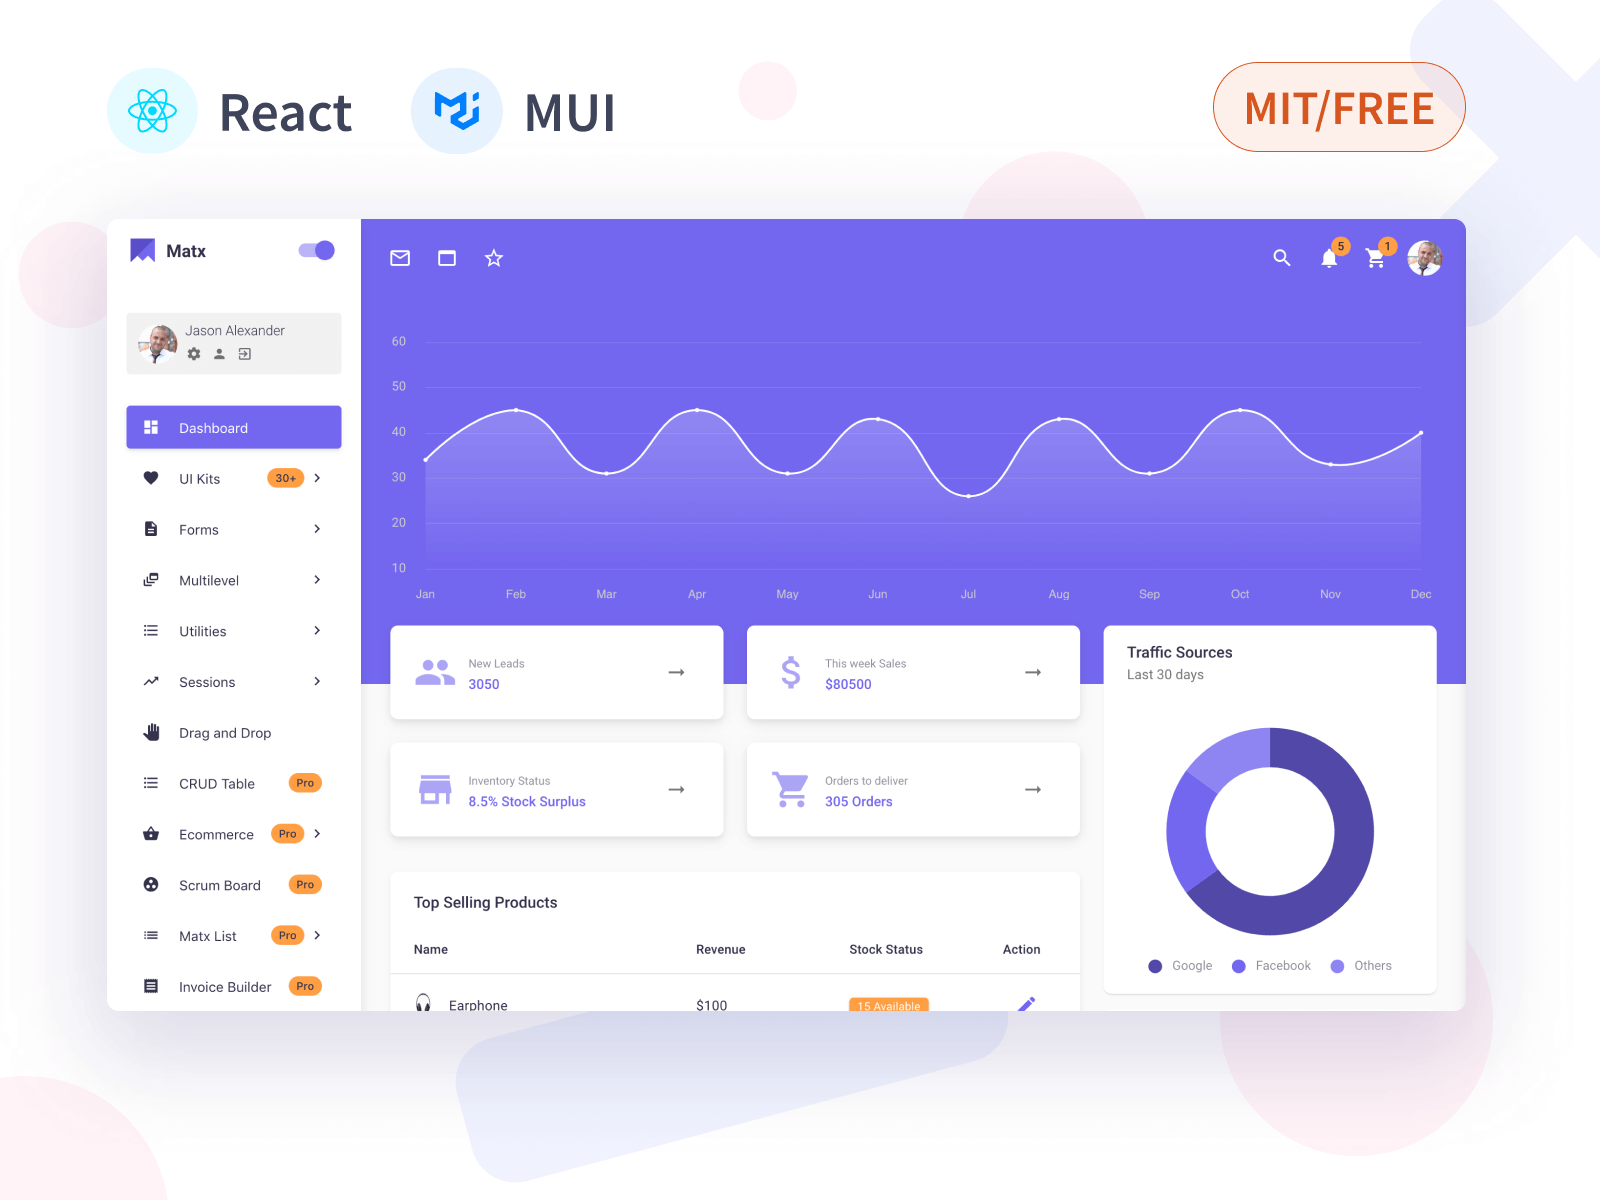 React
MUI
MIT/FREE
Matx
5
1
Jason Alexander
Dashboard
UI Kits 30+
Forms
Multilevel
Utilities
Sessions
Drag and Drop
CRUD Table Pro
Ecommerce Pro
Scrum Board Pro
Matx List Pro
Invoice Builder Pro
60
50
40
30
20
10
Jan Feb Mar Apr May Jun Jul Aug Sep Oct Nov Dec
New Leads
3050
This week Sales
$80500
Inventory Status
8.5% Stock Surplus
Orders to deliver
305 Orders
Traffic Sources
Last 30 days
Google Facebook Others
Top Selling Products
Name Revenue Stock Status Action
Earphone $100 15 Available